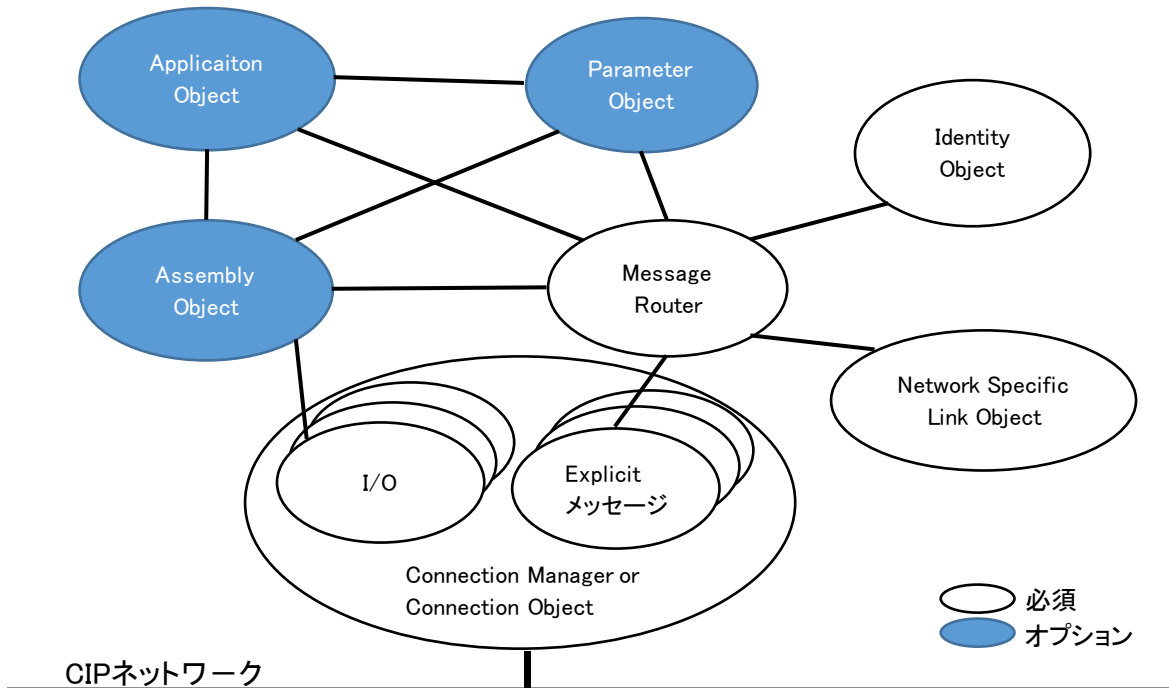 Applicaiton
Object
Parameter
Object
Identity
Object
Assembly
Object
Message
Router
Network Specific
Link Object
I/O
Explicit
メッセージ
Connection Manager or
Connection Object
必須
オプション
CIPネットワーク